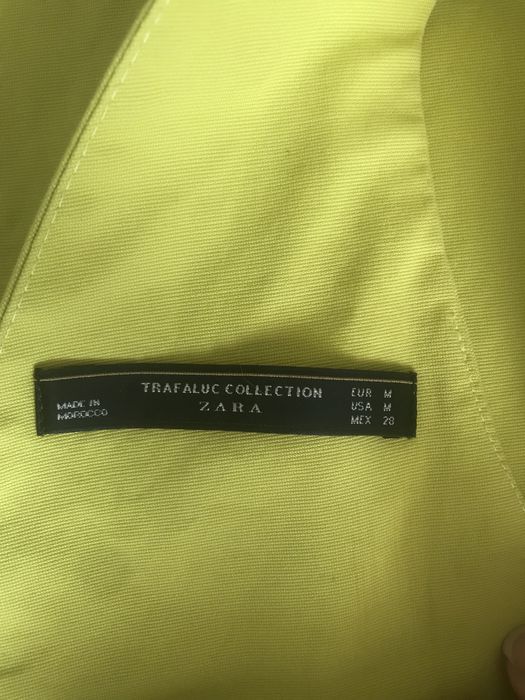 MADE IN
MOROCCO
TRAFALUC COLLECTION
ZARA
EUR M
USA M
MEX 28